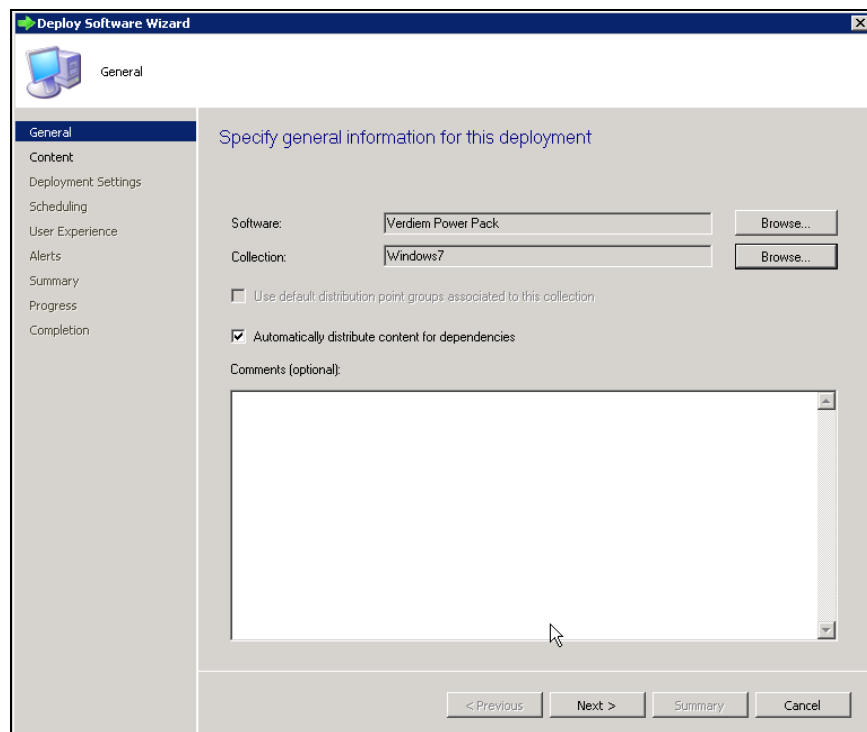 Deploy Software Wizard
General
General
Content
Deployment Settings
Scheduling
User Experience
Alerts
Summary
Progress
Completion
Specify general information for this deployment
Software: Verdiem Power Pack Browse...
Collection: Windows7 Browse...
Use default distribution point groups associated to this collection
Automatically distribute content for dependencies
Comments (optional):
< Previous Next > Summary Cancel